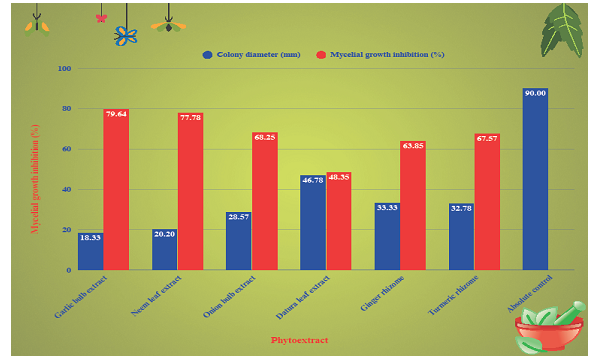 Colony diameter (mm) Mycelial growth inhibition (%)
Mycelial growth inhibition (%)
100
80
60
40
20
0
18.33 79.64
20.20 77.78
28.57 68.25
46.78 48.35
33.33 63.85
32.78 67.57
90.00
Garlic bulb extract
Neem leaf extract
Onion bulb extract
Datura leaf extract
Ginger rhizome
Turmeric rhizome
Absolute control
Phytoextract